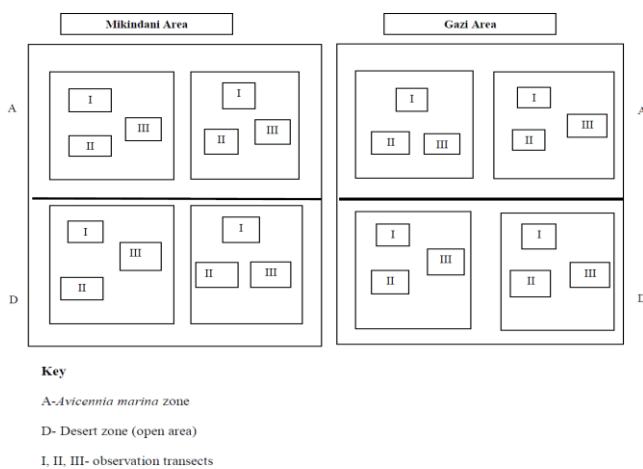 Mikindani Area
Gazi Area
A
I
II
III
I
II
III
I
II
III
I
II
III
A
D
I
II
III
I
II
III
I
II
III
I
II
III
D
Key
A-Avicennia marina zone
D- Desert zone (open area)
I, II, III- observation transects